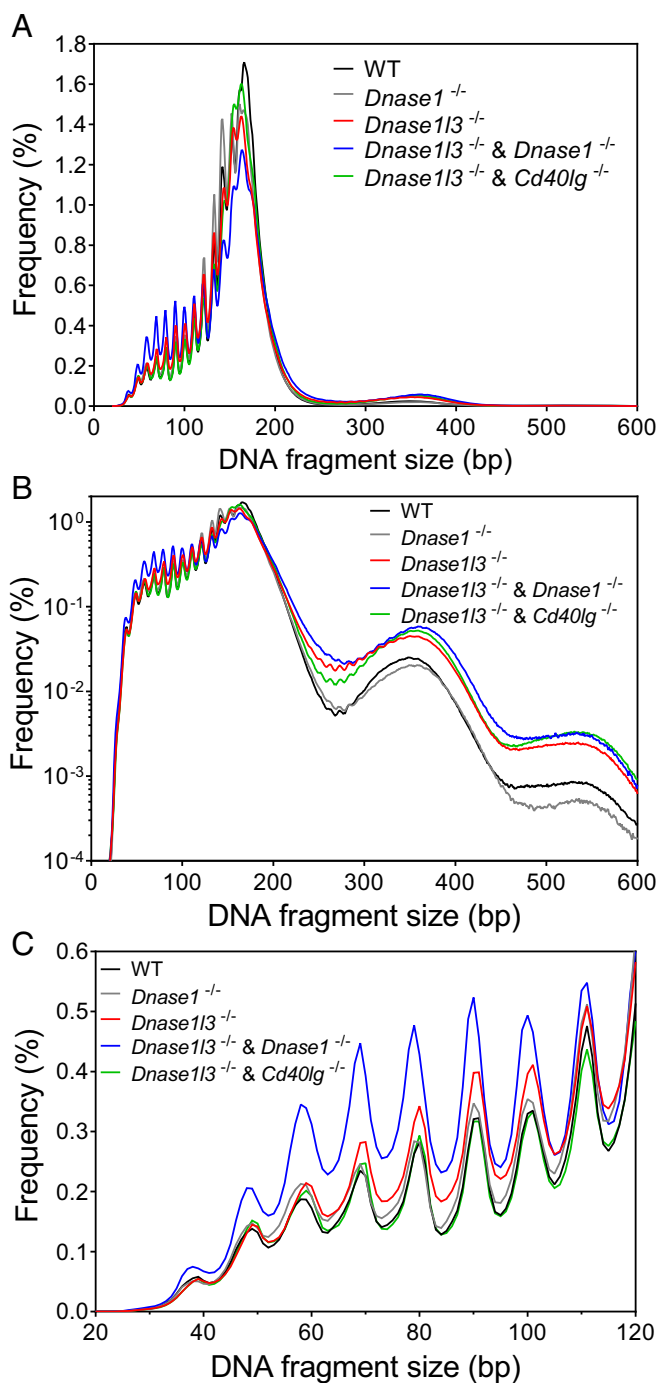 A
1.8
1.6
1.4
1.2
1.0
0.8
0.6
0.4
0.2
0.0
Frequency (%)
WT
Dnase1 -/-
Dnase1l3 -/-
Dnase1l3 -/- & Dnase1 -/-
Dnase1l3 -/- & Cd40lg -/-
0 100 200 300 400 500 600
DNA fragment size (bp)
B
10⁰
10⁻¹
10⁻²
10⁻³
10⁻⁴
Frequency (%)
WT
Dnase1 -/-
Dnase1l3 -/-
Dnase1l3 -/- & Dnase1 -/-
Dnase1l3 -/- & Cd40lg -/-
0 100 200 300 400 500 600
DNA fragment size (bp)
C
0.6
0.5
0.4
0.3
0.2
0.1
0.0
Frequency (%)
WT
Dnase1 -/-
Dnase1l3 -/-
Dnase1l3 -/- & Dnase1 -/-
Dnase1l3 -/- & Cd40lg -/-
20 40 60 80 100 120
DNA fragment size (bp)